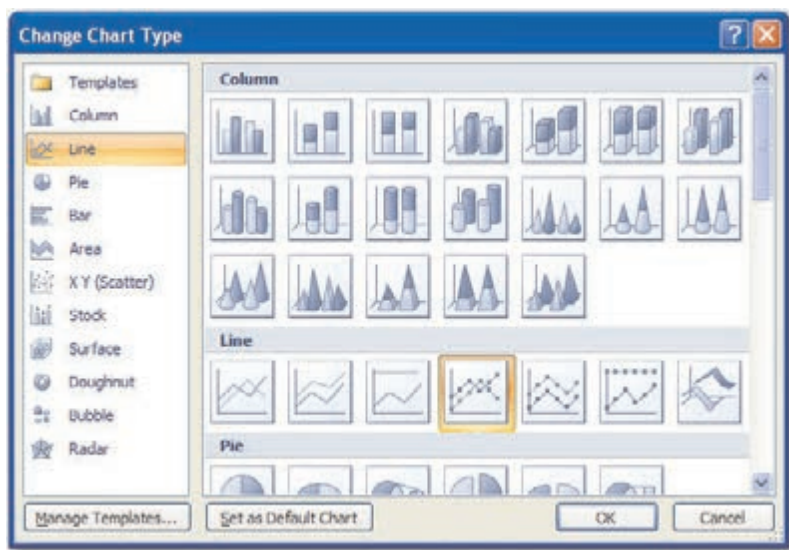 Change Chart Type
Templates
Column
Line
Pie
Bar
Area
X Y (Scatter)
Stock
Surface
Doughnut
Bubble
Radar
Manage Templates...
Column
Line
Pie
Set as Default Chart
OK
Cancel